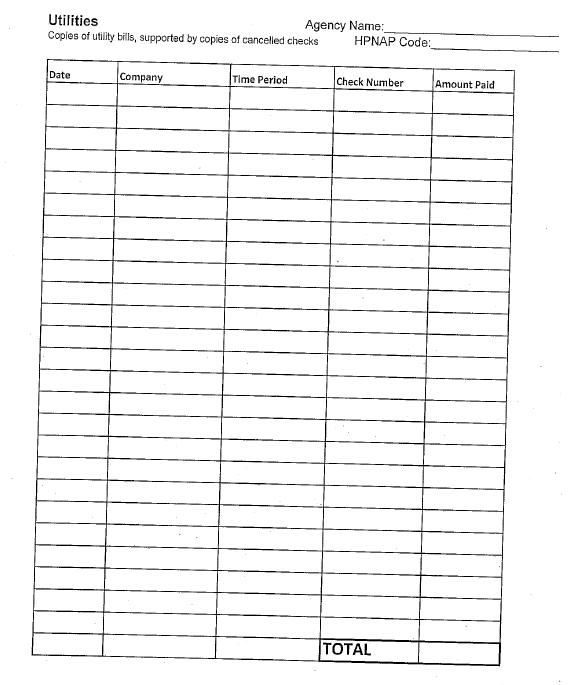 Utilities
Agency Name:
Copies of utility bills, supported by copies of cancelled checks
HPNAP Code:
Date Company Time Period Check Number Amount Paid
TOTAL